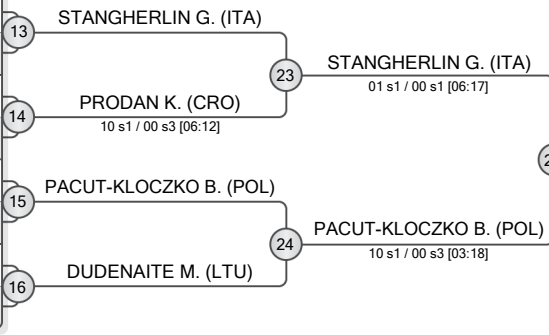 STANGHERLIN G. (ITA)
13
23
STANGHERLIN G. (ITA)
01 s1 / 00 s1 [06:17]
PRODAN K. (CRO)
14
10 s1 / 00 s3 [06:12]
PACUT-KLOCZKO B. (POL)
15
24
PACUT-KLOCZKO B. (POL)
10 s1 / 00 s3 [03:18]
DUDENAITE M. (LTU)
16